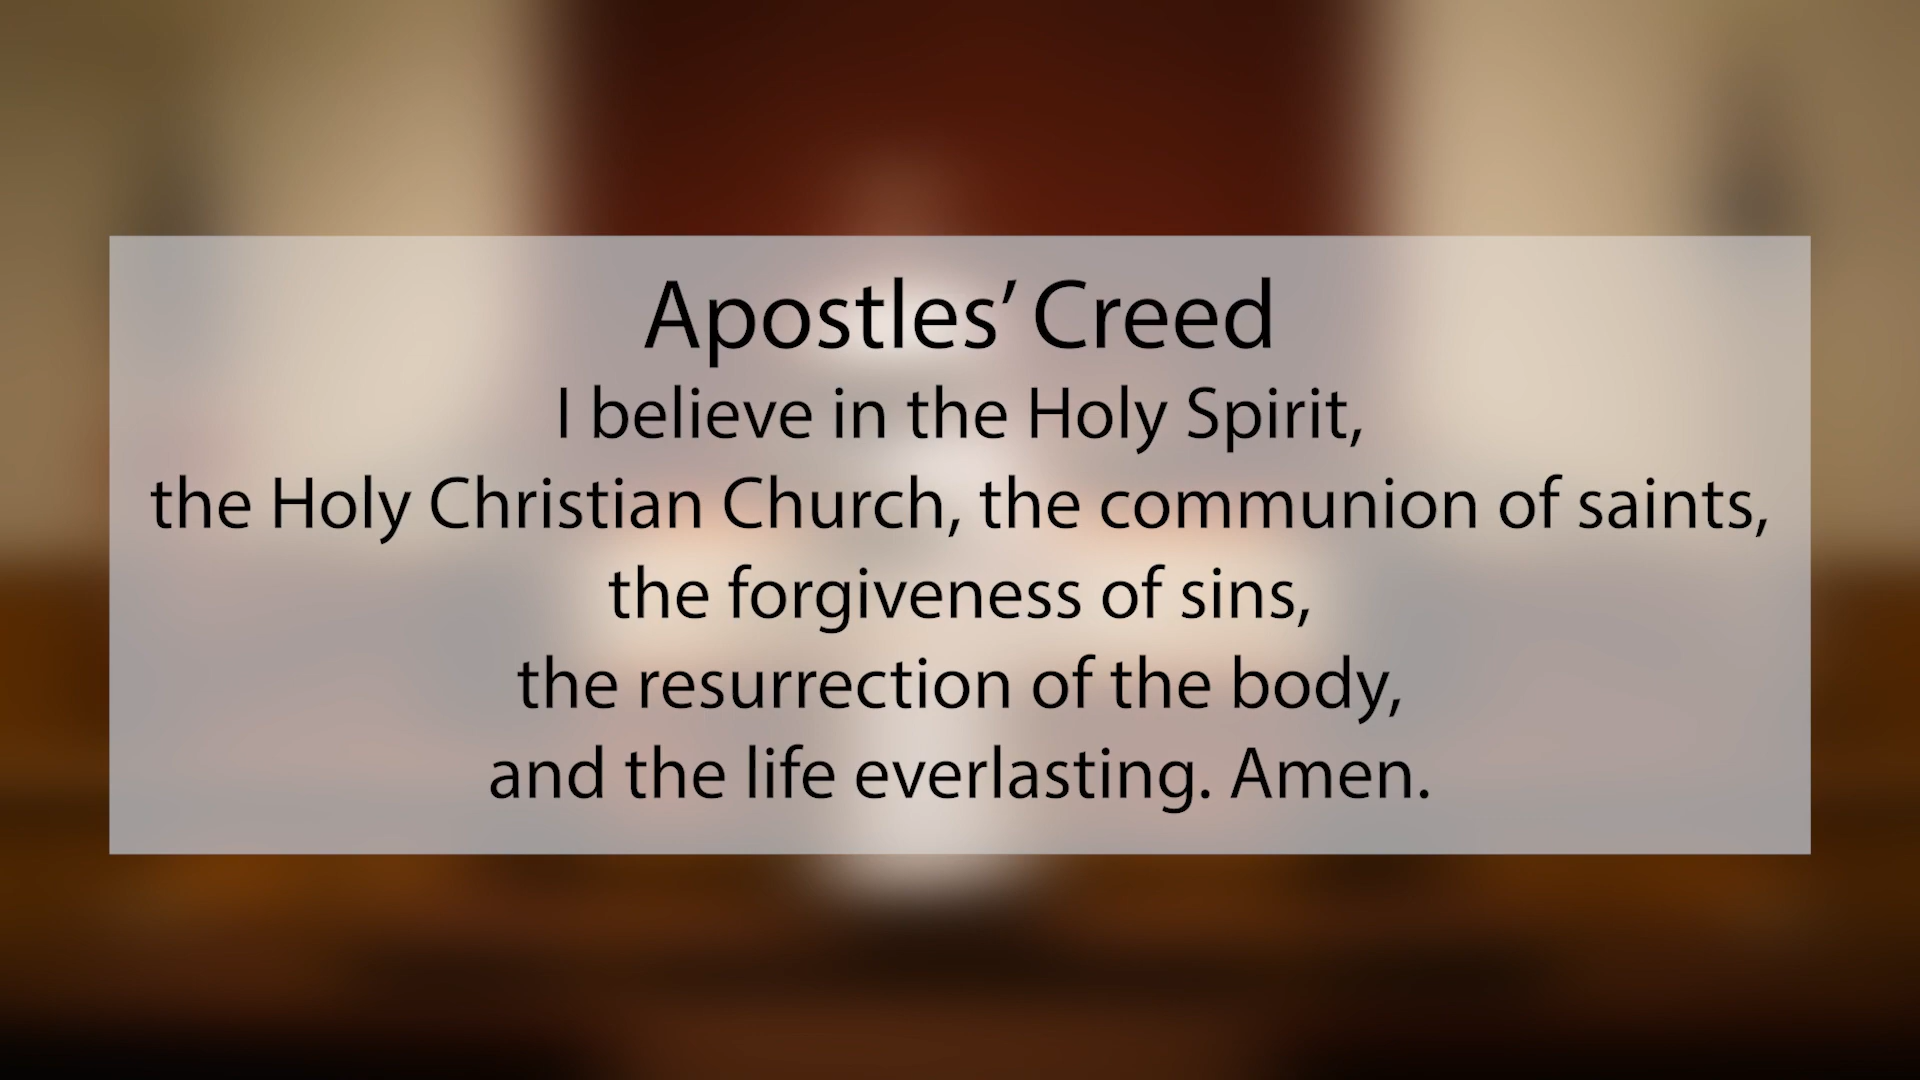 Apostles’ Creed
I believe in the Holy Spirit,
the Holy Christian Church, the communion of saints,
the forgiveness of sins,
the resurrection of the body,
and the life everlasting. Amen.